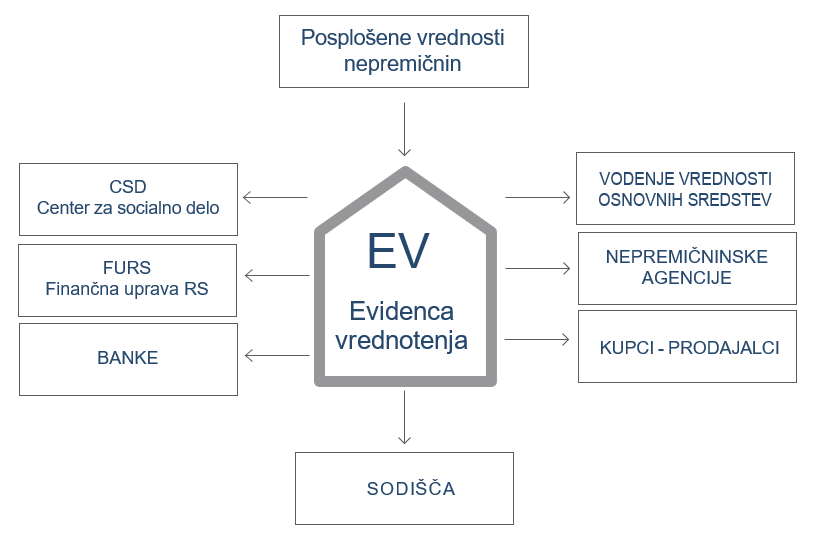 Posplošene vrednosti
nepremičnin
CSD
Center za socialno delo
FURS
Finančna uprava RS
BANKE
EV
Evidenca
vrednotenja
VODENJE VREDNOSTI
OSNOVNIH SREDSTEV
NEPREMIČNINSKE
AGENCIJE
KUPCI - PRODAJALCI
SODIŠČA